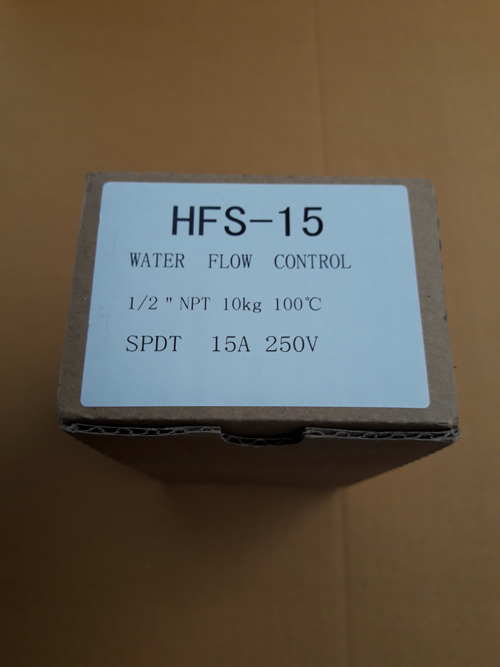 HFS-15
WATER FLOW CONTROL
1/2" NPT 10kg 100℃
SPDT 15A 250V